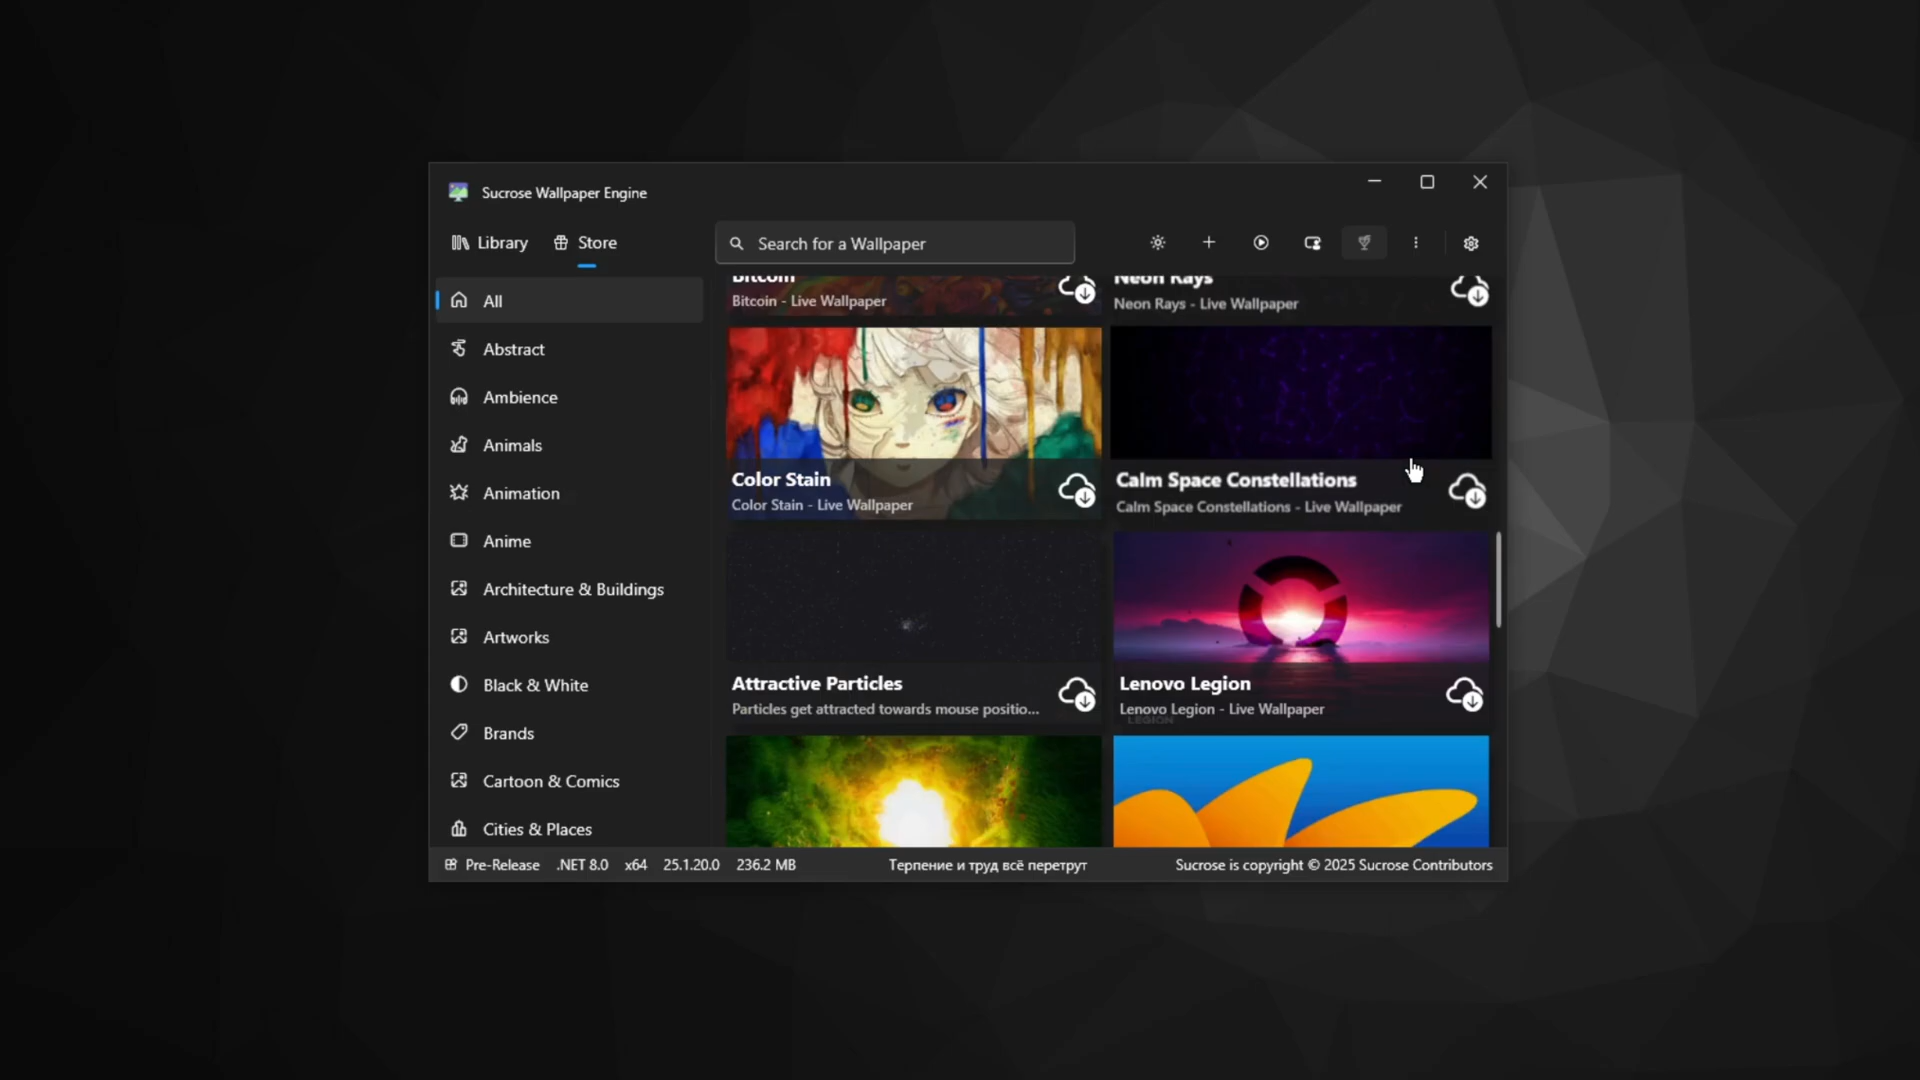 Sucrose Wallpaper Engine
Library
Store
Search for a Wallpaper
All
Abstract
Ambience
Animals
Animation
Anime
Architecture & Buildings
Artworks
Black & White
Brands
Cartoon & Comics
Cities & Places
Bitcoin
Bitcoin - Live Wallpaper
Neon Rays
Neon Rays - Live Wallpaper
Color Stain
Color Stain - Live Wallpaper
Calm Space Constellations
Calm Space Constellations - Live Wallpaper
Attractive Particles
Particles get attracted towards mouse positio...
Lenovo Legion
Lenovo Legion - Live Wallpaper
LEGION
Pre-Release .NET 8.0 x64 25.1.20.0 236.2 MB
Терпение и труд всё перетрут
Sucrose is copyright © 2025 Sucrose Contributors